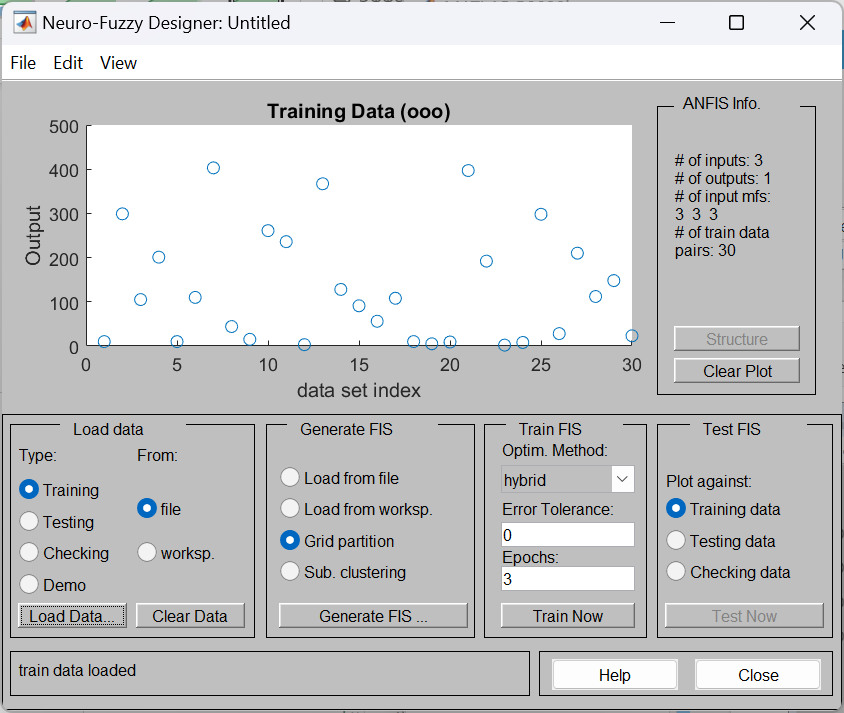 Neuro-Fuzzy Designer: Untitled
File Edit View
Training Data (ooo)
500
400
300
200
100
0
Output
0 5 10 15 20 25 30
data set index
ANFIS Info.
# of inputs: 3
# of outputs: 1
# of input mfs:
3 3 3
# of train data
pairs: 30
Structure
Clear Plot
Load data
Type: From:
Training
file
Testing
Checking
worksp.
Demo
Load Data... Clear Data
Generate FIS
Load from file
Load from worksp.
Grid partition
Sub. clustering
Generate FIS ...
Train FIS
Optim. Method:
hybrid
Error Tolerance:
0
Epochs:
3
Train Now
Test FIS
Plot against:
Training data
Testing data
Checking data
Test Now
train data loaded
Help Close